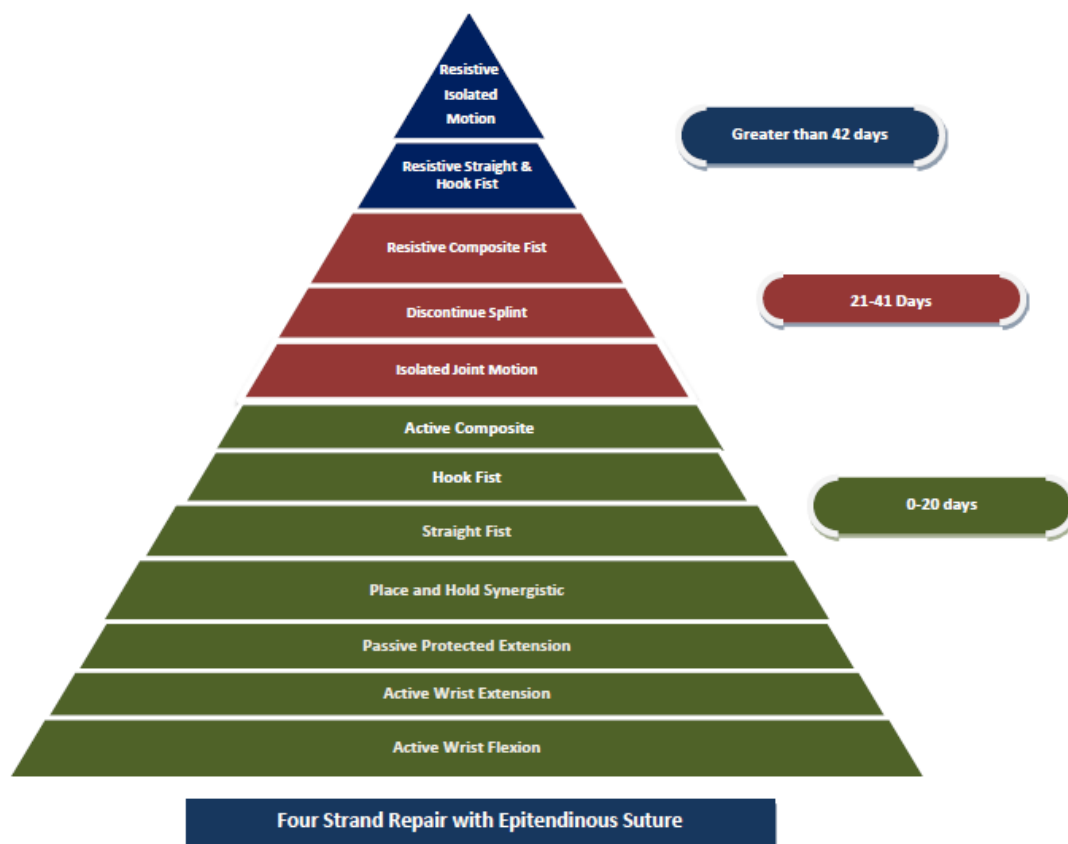 Resistive
Isolated
Motion
Greater than 42 days
Resistive Straight &
Hook Fist
Resistive Composite Fist
21-41 Days
Discontinue Splint
Isolated Joint Motion
Active Composite
Hook Fist
0-20 days
Straight Fist
Place and Hold Synergistic
Passive Protected Extension
Active Wrist Extension
Active Wrist Flexion
Four Strand Repair with Epitendinous Suture